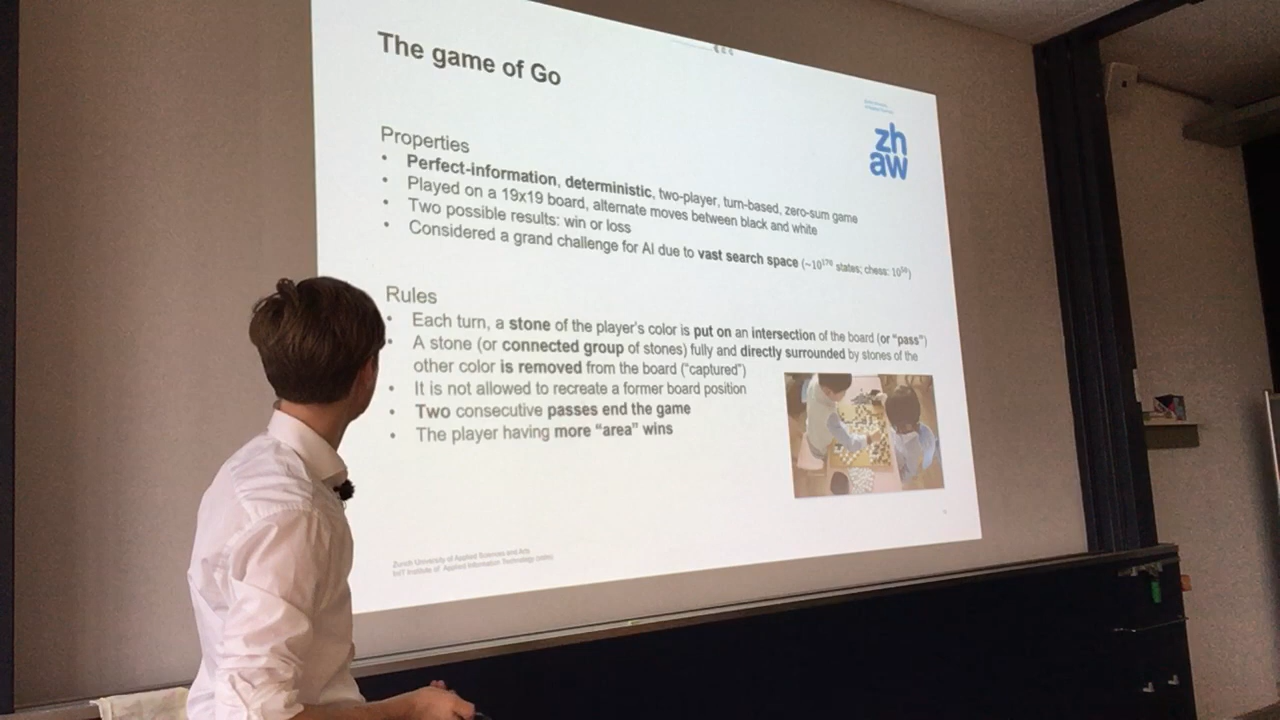 The game of Go
zh
aw
Properties
• Perfect-information, deterministic, two-player, turn-based, zero-sum game
• Played on a 19x19 board, alternate moves between black and white
• Two possible results: win or loss
• Considered a grand challenge for AI due to vast search space (~10¹⁷⁰ states; chess: 10⁵⁰)
Rules
• Each turn, a stone of the player's color is put on an intersection of the board (or “pass”)
• A stone (or connected group of stones) fully and directly surrounded by stones of the
other color is removed from the board (“captured”)
• It is not allowed to recreate a former board position
• Two consecutive passes end the game
• The player having more “area” wins
Zurich University of Applied Sciences and Arts
InIT Institute of Applied Information Technology